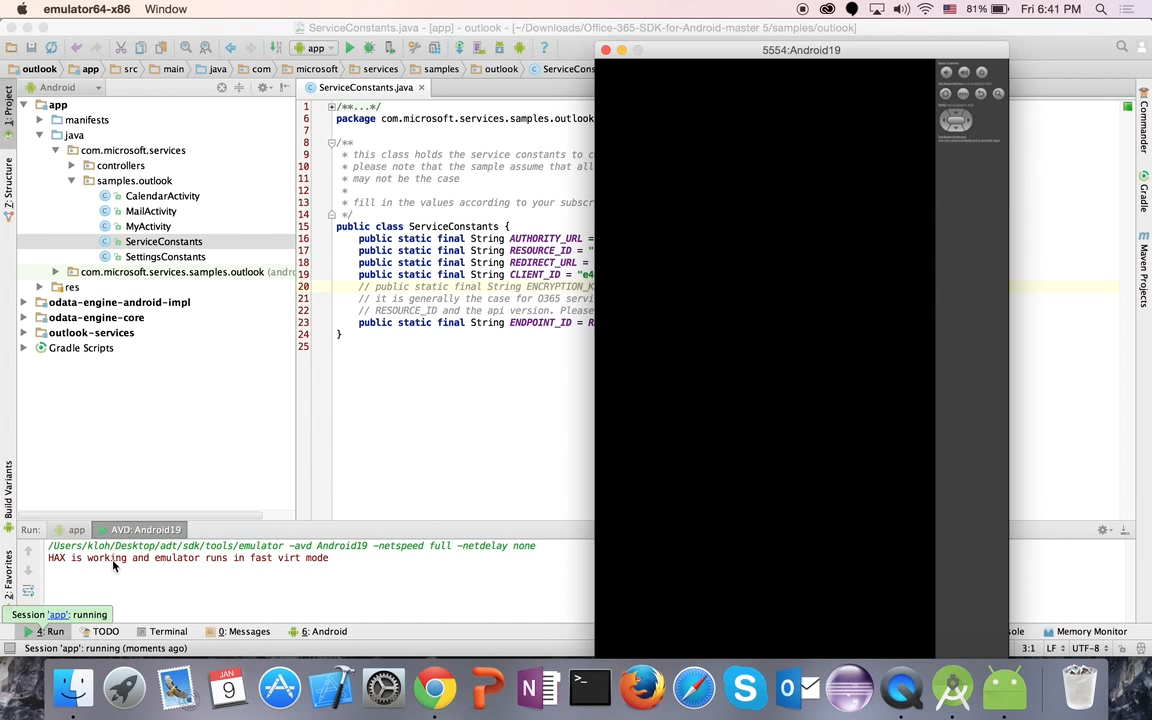 emulator64-x86 Window
81% Fri 6:41 PM
ServiceConstants.java - [app] - outlook - [~/Downloads/Office-365-SDK-for-Android-master 5/samples/outlook]
app
5554:Android19
outlook app src main java com microsoft services samples outlook ServiceCons
Android
ServiceConstants.java
1: Project
Z: Structure
Build Variants
2: Favorites
app
manifests
java
com.microsoft.services
controllers
samples.outlook
CalendarActivity
MailActivity
MyActivity
ServiceConstants
SettingsConstants
com.microsoft.services.samples.outlook (andro
res
odata-engine-android-impl
odata-engine-core
outlook-services
Gradle Scripts
1 /**...*/
6 package com.microsoft.services.samples.outlook
7
8 /**
9 * this class holds the service constants to c
10 * please note that the sample assume that all
11 * may not be the case
12 *
13 * fill in the values according to your subscr
14 */
15 public class ServiceConstants {
16 public static final String AUTHORITY_URL =
17 public static final String RESOURCE_ID = "
18 public static final String REDIRECT_URL =
19 public static final String CLIENT_ID = "e4
20 // public static final String ENCRYPTION_K
21 // it is generally the case for O365 servi
22 // RESOURCE_ID and the api version. Please
23 public static final String ENDPOINT_ID = R
24 }
25
Commander
Gradle
Maven Projects
Run: app AVD: Android19
/Users/kloh/Desktop/adt/sdk/tools/emulator -avd Android19 -netspeed full -netdelay none
HAX is working and emulator runs in fast virt mode
Session 'app': running
4: Run TODO Terminal 0: Messages 6: Android
sole Memory Monitor
Session 'app': running (moments ago)
3:1 LF UTF-8
JAN
9